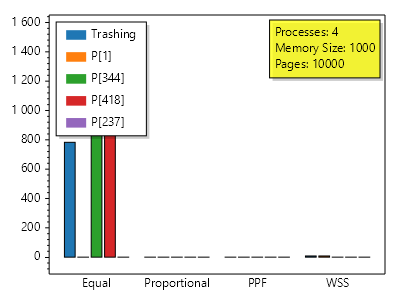 1 600
1 400
1 200
1 000
800
600
400
200
0
Trashing
P[1]
P[344]
P[418]
P[237]
Processes: 4
Memory Size: 1000
Pages: 10000
Equal Proportional PPF WSS